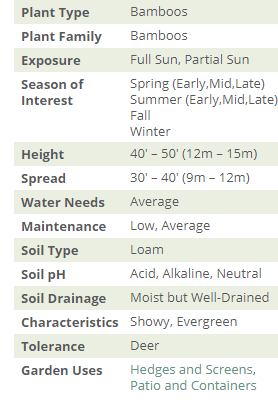 Plant Type Bamboos
Plant Family Bamboos
Exposure Full Sun, Partial Sun
Season of Interest Spring (Early,Mid,Late)
Summer (Early,Mid,Late)
Fall
Winter
Height 40' – 50' (12m – 15m)
Spread 30' – 40' (9m – 12m)
Water Needs Average
Maintenance Low, Average
Soil Type Loam
Soil pH Acid, Alkaline, Neutral
Soil Drainage Moist but Well-Drained
Characteristics Showy, Evergreen
Tolerance Deer
Garden Uses Hedges and Screens,
Patio and Containers